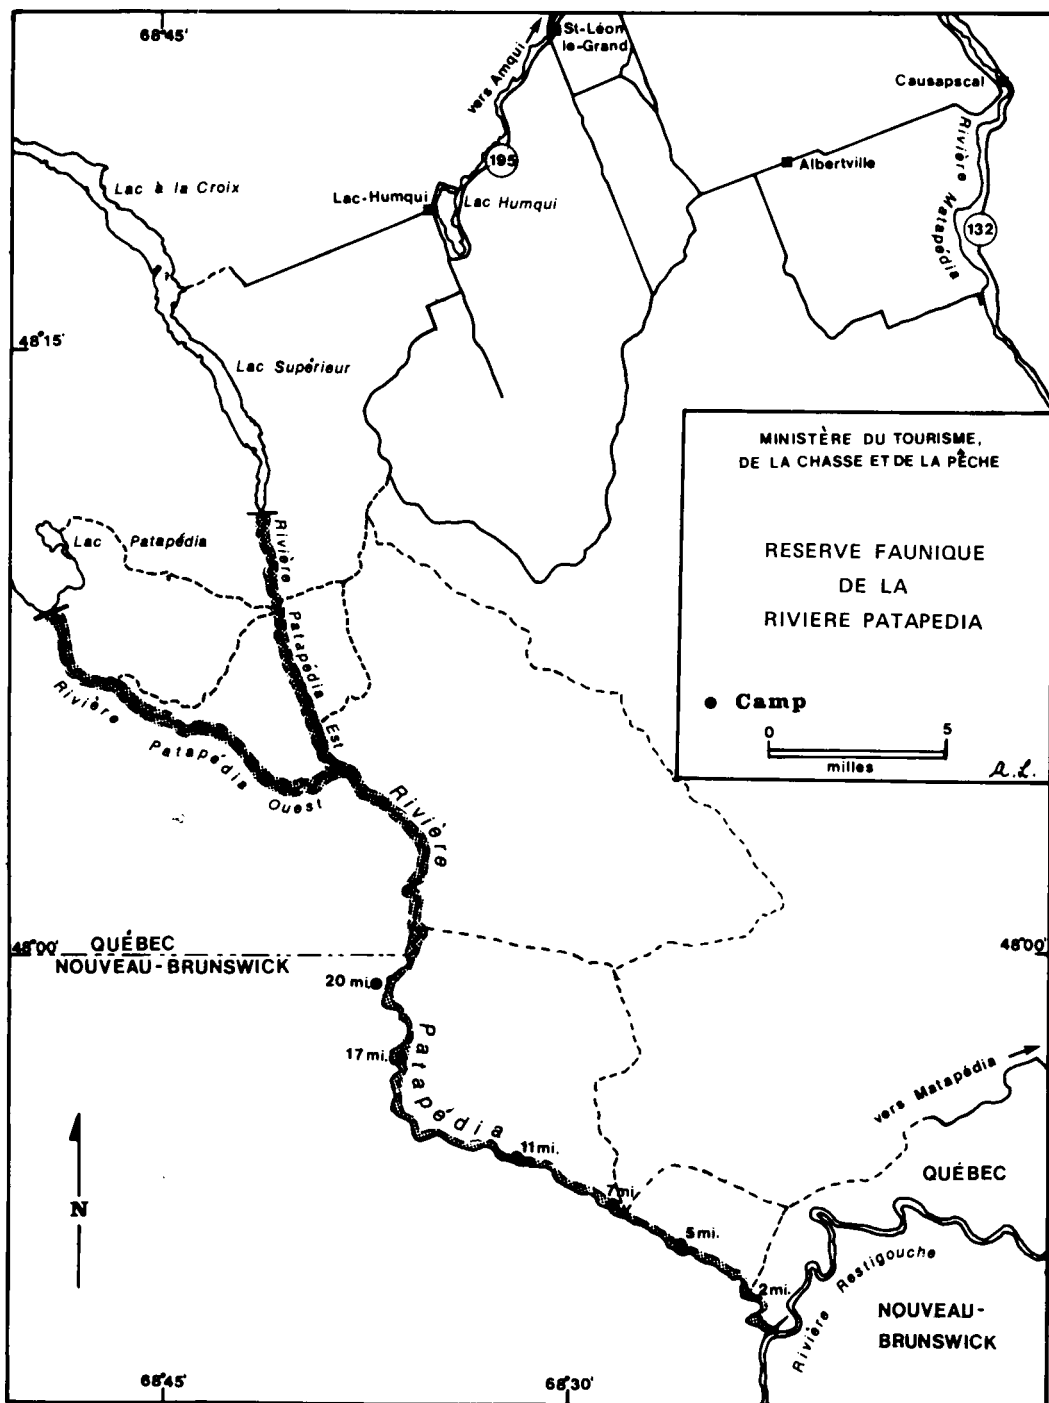 68°45'
vers Amqui
St-Léon
le-Grand
Causapscal
195
Albertville
Rivière Matapédia
Lac à la Croix
Lac-Humqui
Lac Humqui
132
48°15'
Lac Supérieur
MINISTÈRE DU TOURISME,
DE LA CHASSE ET DE LA PÊCHE
RESERVE FAUNIQUE
DE LA
RIVIERE PATAPEDIA
Camp
0 5
milles
A.L.
Lac Patapédia
Rivière Patapédia Est
Rivière Patapédia Ouest
Rivière Patapédia
48°00'
QUÉBEC
NOUVEAU-BRUNSWICK
48°00'
20 mi.
17 mi.
11 mi.
7 mi.
5 mi.
2 mi.
vers Matapédia
QUÉBEC
Rivière Restigouche
NOUVEAU-
BRUNSWICK
N
68°45'
68°30'